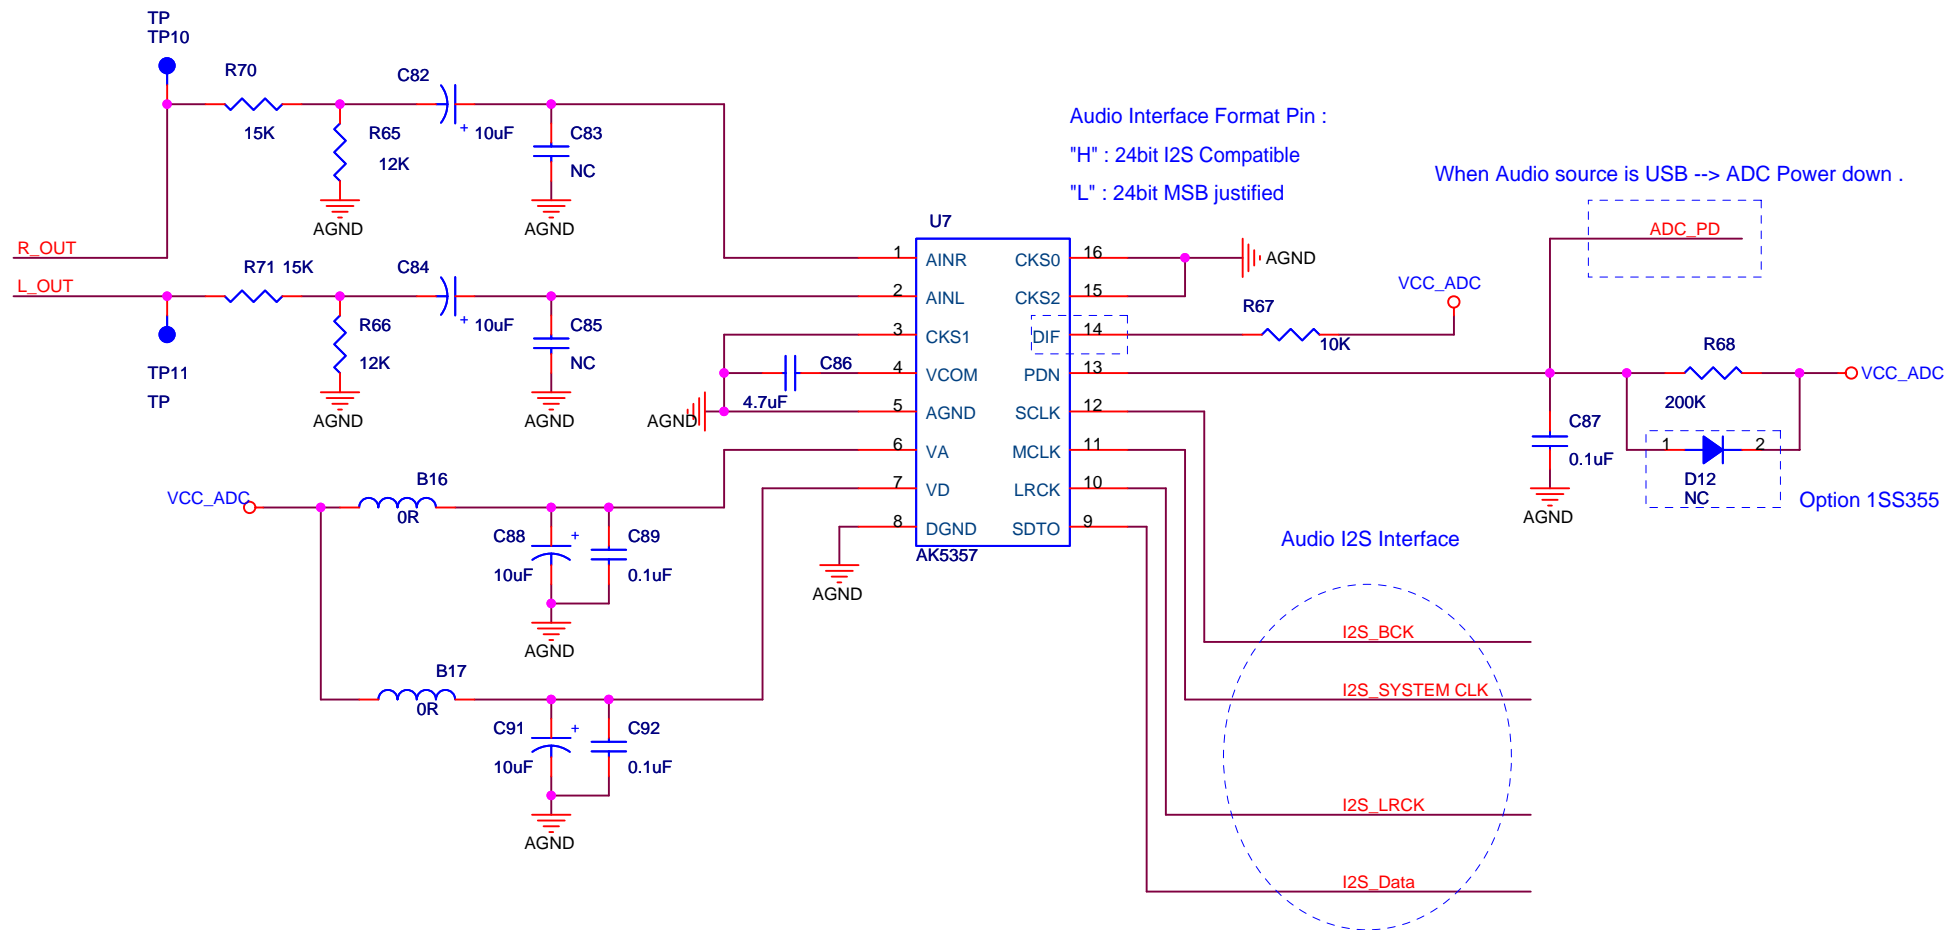 TP
TP10
R70
15K
C82
+ 10uF
R65
12K
C83
NC
AGND
AGND
R_OUT
L_OUT
R71 15K
C84
+ 10uF
R66
12K
C85
NC
TP11
TP
AGND
AGND
Audio Interface Format Pin :
"H" : 24bit I2S Compatible
"L" : 24bit MSB justified
When Audio source is USB --> ADC Power down .
ADC_PD
U7
1 AINR CKS0 16
2 AINL CKS2 15
3 CKS1 DIF 14
4 VCOM PDN 13
5 AGND SCLK 12
6 VA MCLK 11
7 VD LRCK 10
8 DGND SDTO 9
AK5357
AGND
VCC_ADC
R67
10K
C86
4.7uF
AGND
R68
200K
VCC_ADC
C87
0.1uF
AGND
1 2
D12
NC
Option 1SS355
VCC_ADC
B16
0R
C88
+
10uF
C89
0.1uF
AGND
AGND
B17
0R
C91
+
10uF
C92
0.1uF
AGND
Audio I2S Interface
I2S_BCK
I2S_SYSTEM CLK
I2S_LRCK
I2S_Data